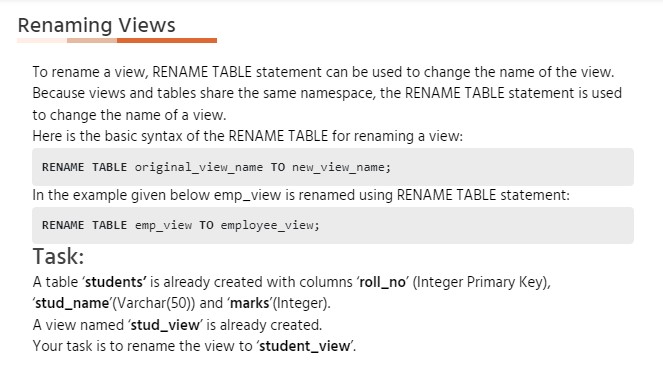 Renaming Views
To rename a view, RENAME TABLE statement can be used to change the name of the view.
Because views and tables share the same namespace, the RENAME TABLE statement is used
to change the name of a view.
Here is the basic syntax of the RENAME TABLE for renaming a view:
RENAME TABLE original_view_name TO new_view_name;
In the example given below emp_view is renamed using RENAME TABLE statement:
RENAME TABLE emp_view TO employee_view;
Task:
A table ‘students’ is already created with columns ‘roll_no’ (Integer Primary Key),
‘stud_name’(Varchar(50)) and ‘marks’(Integer).
A view named ‘stud_view’ is already created.
Your task is to rename the view to ‘student_view’.